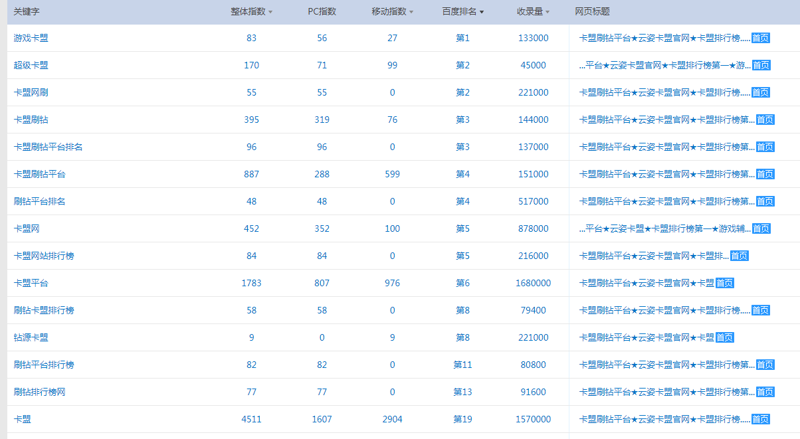 关键字 整体指数 PC指数 移动指数 百度排名 收录量 网页标题
游戏卡盟 83 56 27 第1 133000 卡盟刷钻平台★云姿卡盟官网★卡盟排行榜..... 首页
超级卡盟 170 71 99 第2 45000 ...平台★云姿卡盟官网★卡盟排行榜第一★游... 首页
卡盟网刷 55 55 0 第2 221000 卡盟刷钻平台★云姿卡盟官网★卡盟排行榜..... 首页
卡盟刷钻 395 319 76 第3 144000 卡盟刷钻平台★云姿卡盟官网★卡盟排行榜第... 首页
卡盟刷钻平台排名 96 96 0 第3 137000 卡盟刷钻平台★云姿卡盟官网★卡盟排行榜第... 首页
卡盟刷钻平台 887 288 599 第4 151000 卡盟刷钻平台★云姿卡盟官网★卡盟排行榜第... 首页
刷钻平台排名 48 48 0 第4 517000 卡盟刷钻平台★云姿卡盟官网★卡盟排行榜第... 首页
卡盟网 452 352 100 第5 878000 ...平台★云姿卡盟★卡盟排行榜第一★游戏辅... 首页
卡盟网站排行榜 84 84 0 第5 216000 卡盟刷钻平台★云姿卡盟官网★卡盟排... 首页
卡盟平台 1783 807 976 第6 1680000 卡盟刷钻平台★云姿卡盟官网★卡盟 首页
刷钻卡盟排行榜 58 58 0 第8 79400 卡盟刷钻平台★云姿卡盟官网★卡盟排行榜..... 首页
钻源卡盟 9 0 9 第8 221000 卡盟刷钻平台★云姿卡盟官网★卡盟 首页
刷钻平台排行榜 82 82 0 第11 80800 卡盟刷钻平台★云姿卡盟官网★卡盟排行榜第... 首页
刷钻排行榜网 77 77 0 第13 91600 卡盟刷钻平台★云姿卡盟官网★卡盟排行榜第... 首页
卡盟 4511 1607 2904 第19 1570000 卡盟刷钻平台★云姿卡盟官网★卡盟排行榜..... 首页